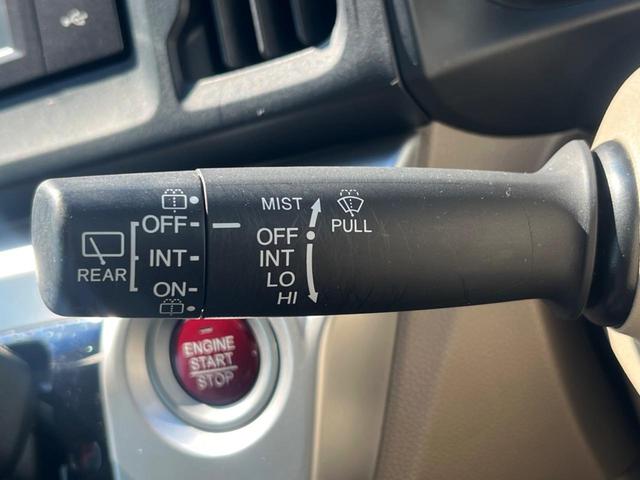 MIST
PULL
OFF
INT
LO
HI
OFF
INT
ON
REAR
ENGINE
START
STOP